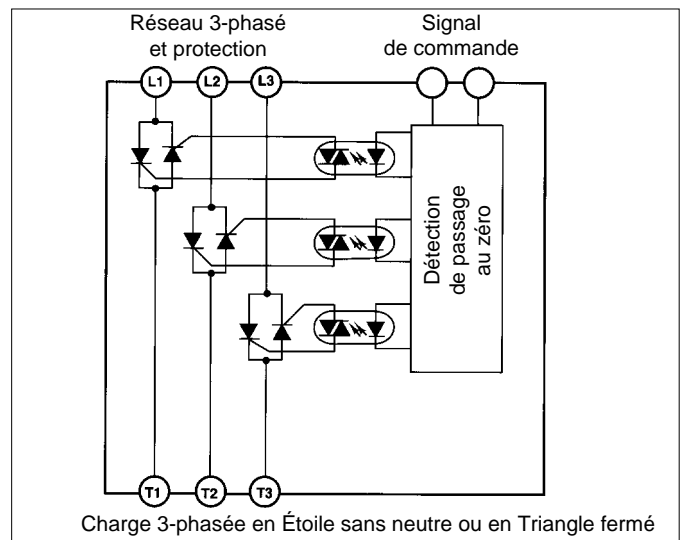 Réseau 3-phasé
et protection
Signal
de commande
L1 L2 L3
Détection
de passage
au zéro
T1 T2 T3
Charge 3-phasée en Étoile sans neutre ou en Triangle fermé